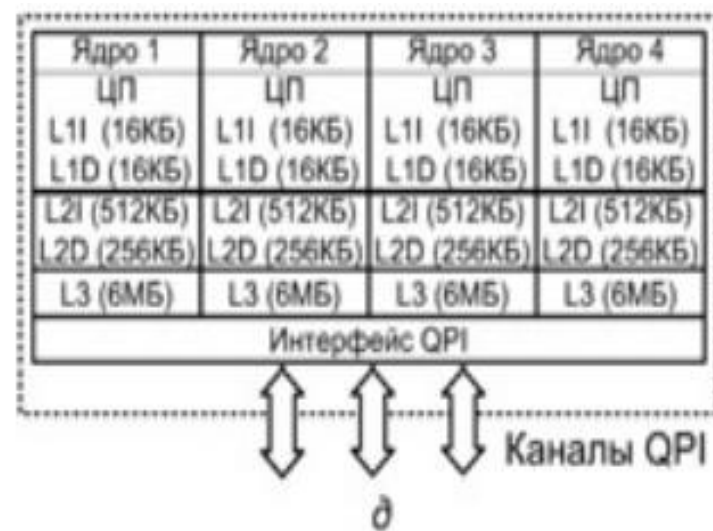 Ядро 1 Ядро 2 Ядро 3 Ядро 4
ЦП ЦП ЦП ЦП
L1I (16КБ) L1I (16КБ) L1I (16КБ) L1I (16КБ)
L1D (16КБ) L1D (16КБ) L1D (16КБ) L1D (16КБ)
L2I (512КБ) L2I (512КБ) L2I (512КБ) L2I (512КБ)
L2D (256КБ) L2D (256КБ) L2D (256КБ) L2D (256КБ)
L3 (6МБ) L3 (6МБ) L3 (6МБ) L3 (6МБ)
Интерфейс QPI
Каналы QPI
д